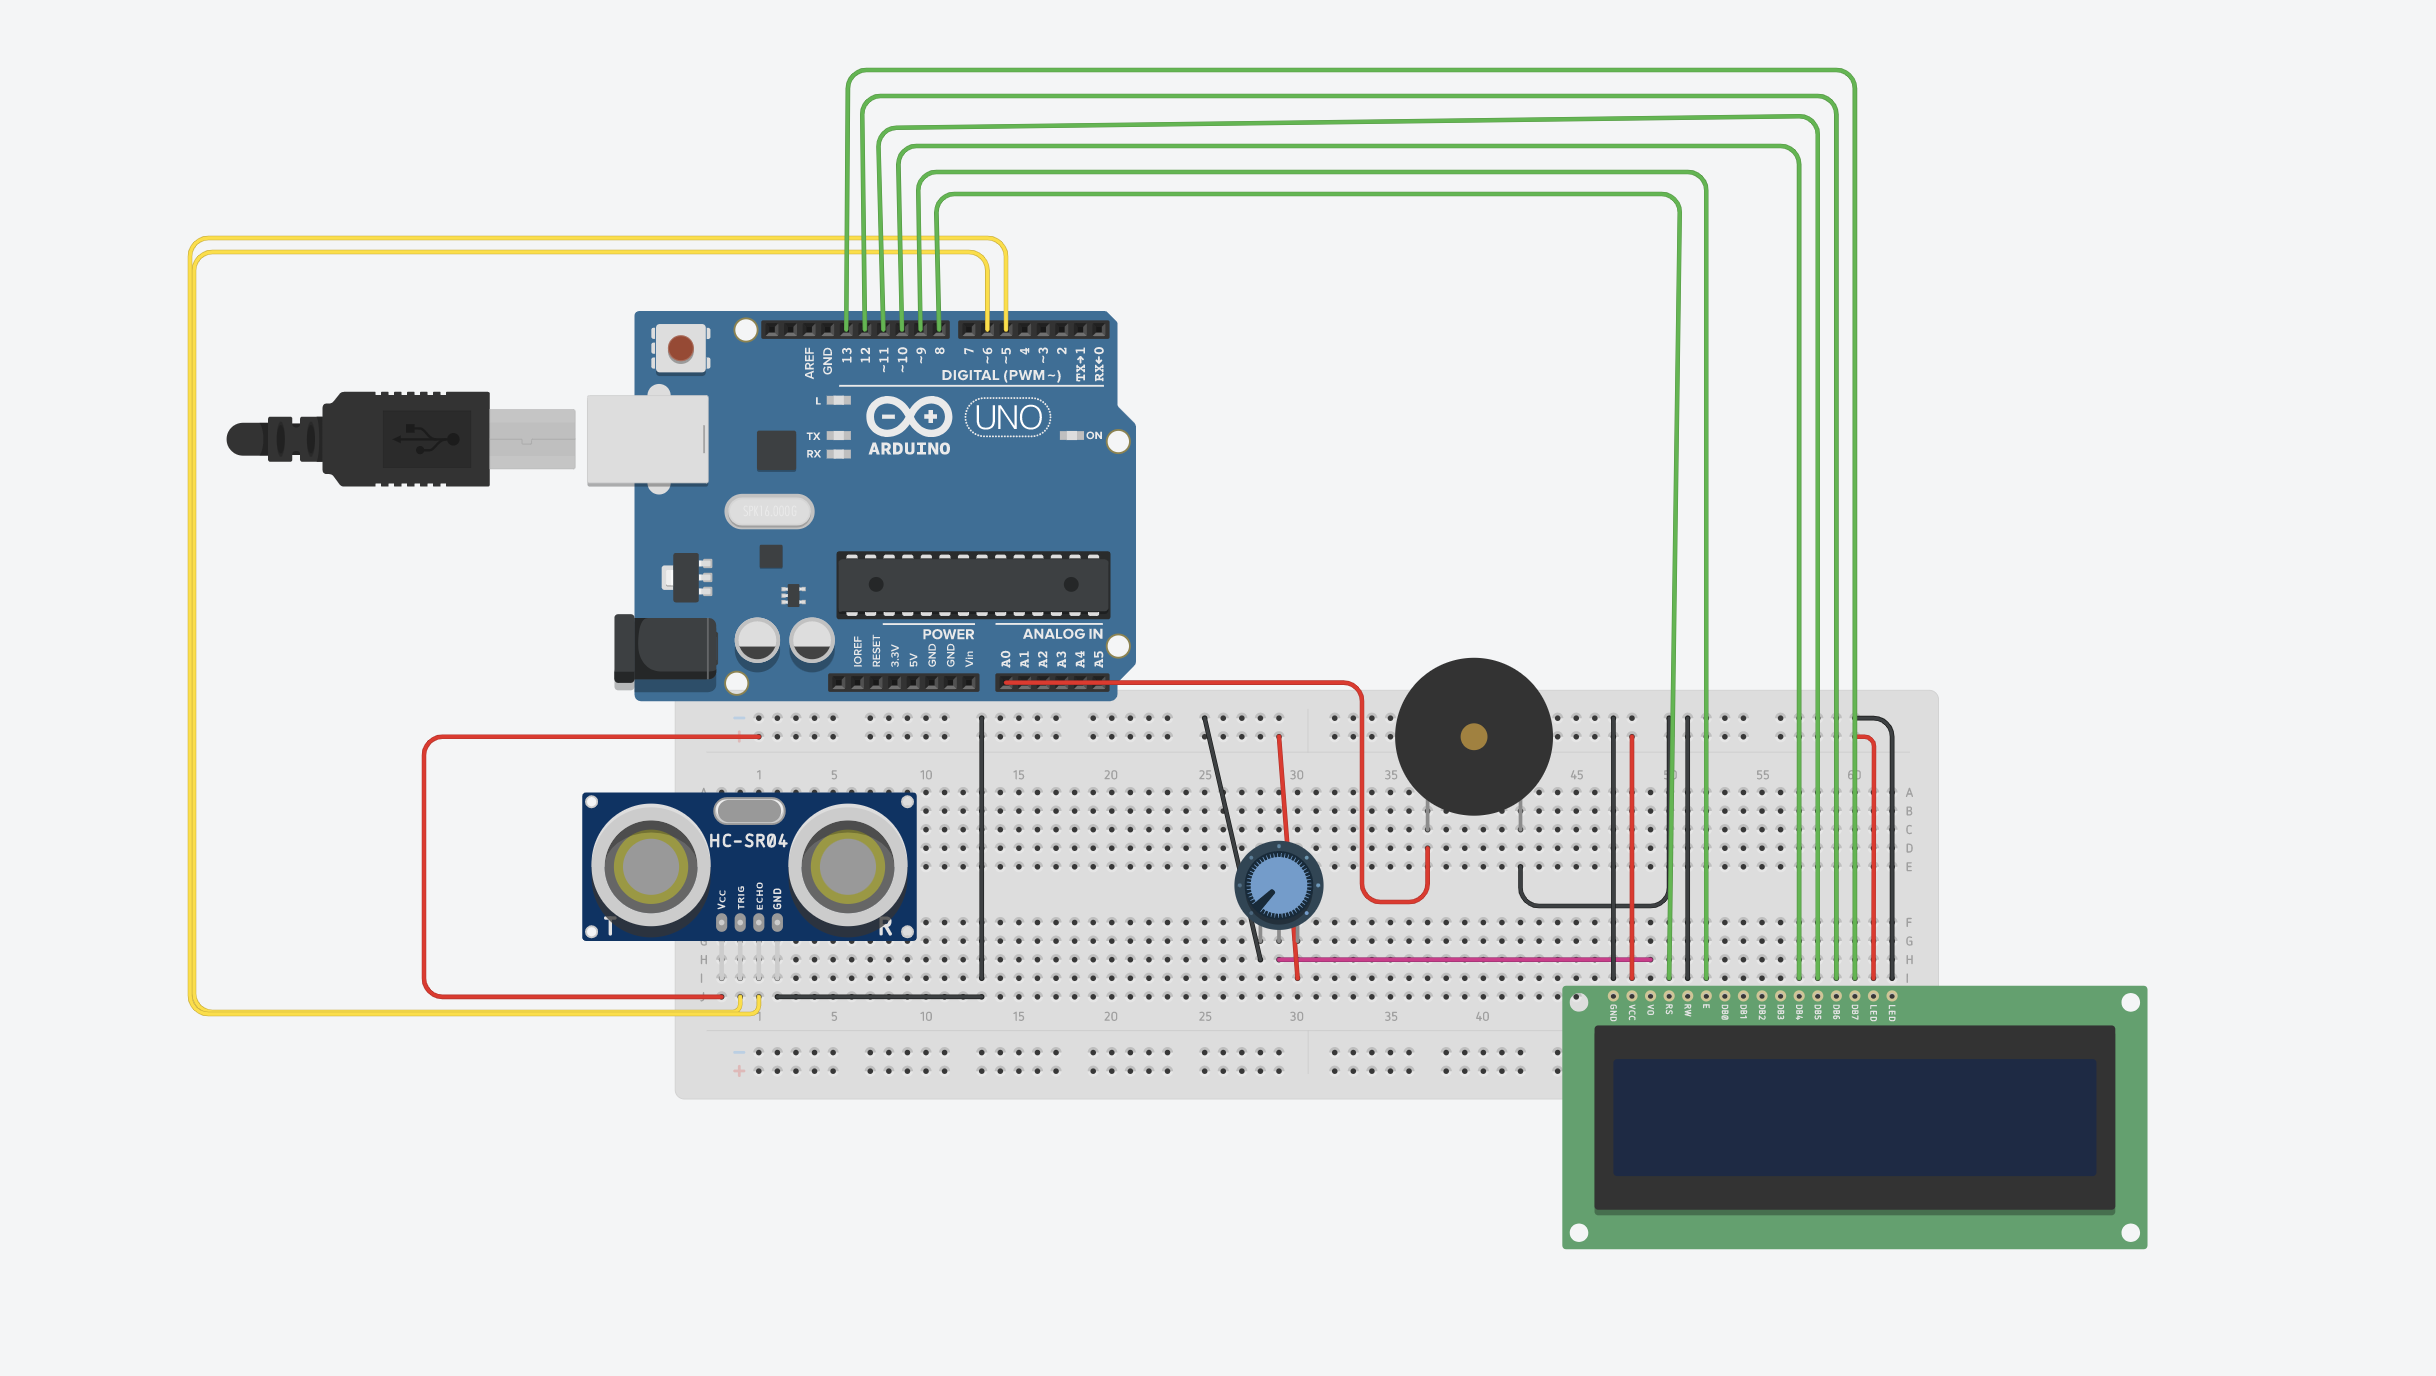 AREF
GND
13
12
~11
~10
~9
8
7
~6
~5
4
~3
2
TX→1
RX←0
DIGITAL (PWM~)
L
TX
RX
ARDUINO
UNO
ON
SPK16.000G
POWER
ANALOG IN
IOREF
RESET
3.3V
5V
GND
GND
Vin
A0
A1
A2
A3
A4
A5
1 5 10 15 20 25 30 35 45 50 55 60
A
B
C
D
E
F
G
H
I
HC-SR04
VCC
TRIG
ECHO
GND
T
R
G
H
I
J
1 5 10 15 20 25 30 35 40
GND
VCC
V0
RS
RW
E
DB0
DB1
DB2
DB3
DB4
DB5
DB6
DB7
LED
LED